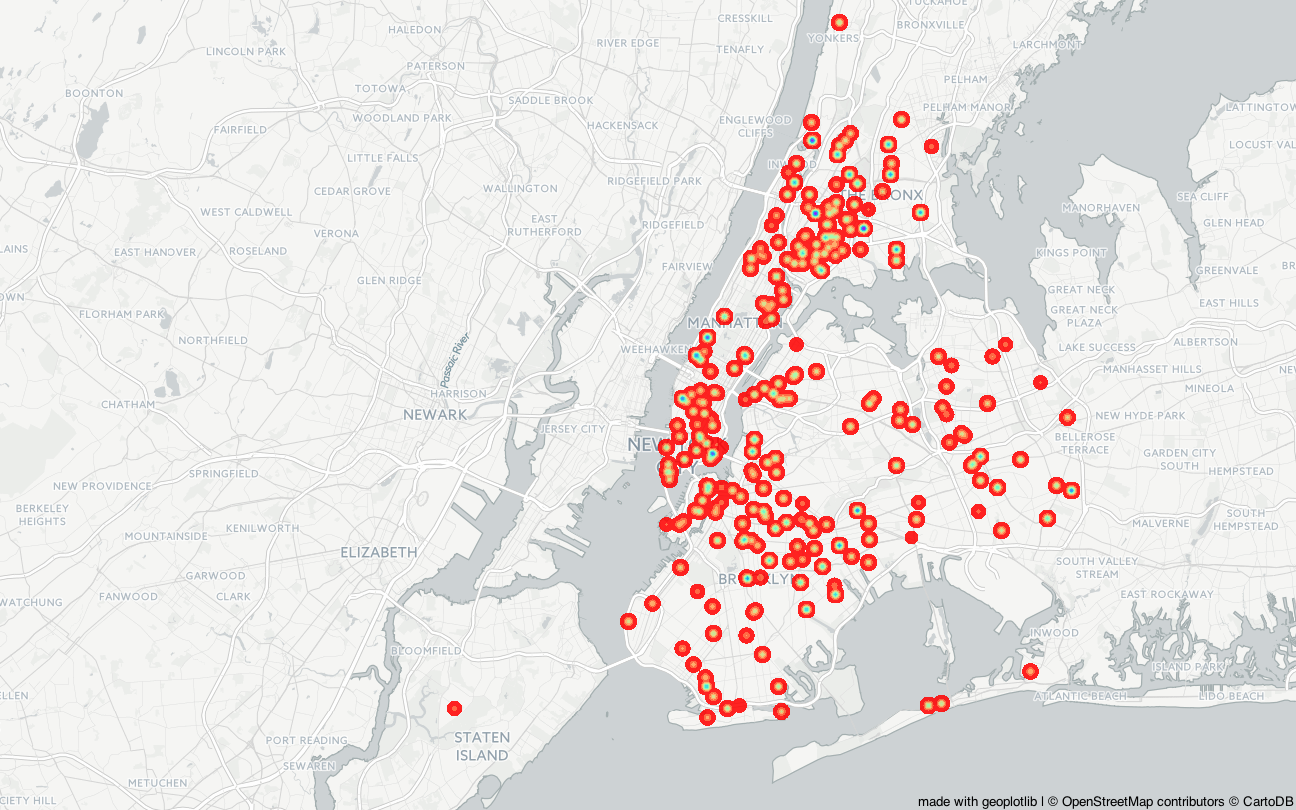 TUCKAHOE
CRESSKILL
BRONXVILLE
HALEDON
YONKERS
RIVER EDGE
TENAFLY
LARCHMONT
LINCOLN PARK
PATERSON
PELHAM
TOTOWA
BOONTON
SADDLE BROOK
PELHAM MANOR
LATTINGTOW
WOODLAND PARK
ENGLEWOOD
CLIFFS
FAIRFIELD
HACKENSACK
LOCUST VAL
LITTLE FALLS
INWOOD
CEDAR GROVE
WALLINGTON
RIDGEFIELD PARK
THE BRONX
SEA CLIFF
MANORHAVEN
WEST CALDWELL
EAST
RUTHERFORD
RIDGEFIELD
GLEN HEAD
VERONA
LAINS
EAST HANOVER
ROSELAND
KINGS POINT
FAIRVIEW
GREENVALE
GLEN RIDGE
GREAT NECK
OWN
EAST HILLS
FLORHAM PARK
GREAT NECK
PLAZA
MANHATTAN
NORTHFIELD
Passaic River
WEEHAWKEN
LAKE SUCCESS
ALBERTSON
MANHASSET HILLS
MINEOLA
HARRISON
CHATHAM
NEWARK
NEW HYDE PARK
JERSEY CITY
NEW
BELLEROSE
TERRACE
GARDEN CITY
SOUTH
HEMPSTEAD
SPRINGFIELD
NEW PROVIDENCE
BERKELEY
HEIGHTS
SOUTH
HEMPSTEAD
KENILWORTH
MALVERNE
MOUNTAINSIDE
ELIZABETH
SOUTH VALLEY
STREAM
GARWOOD
BROOKLYN
WATCHUNG
FANWOOD
CLARK
EAST ROCKAWAY
INWOOD
BLOOMFIELD
ISLAND PARK
LLEN
ATLANTIC BEACH
LIDO BEACH
STATEN
ISLAND
PORT READING
SEWAREN
METUCHEN
CIETY HILL
made with geoplotlib | © OpenStreetMap contributors © CartoDB